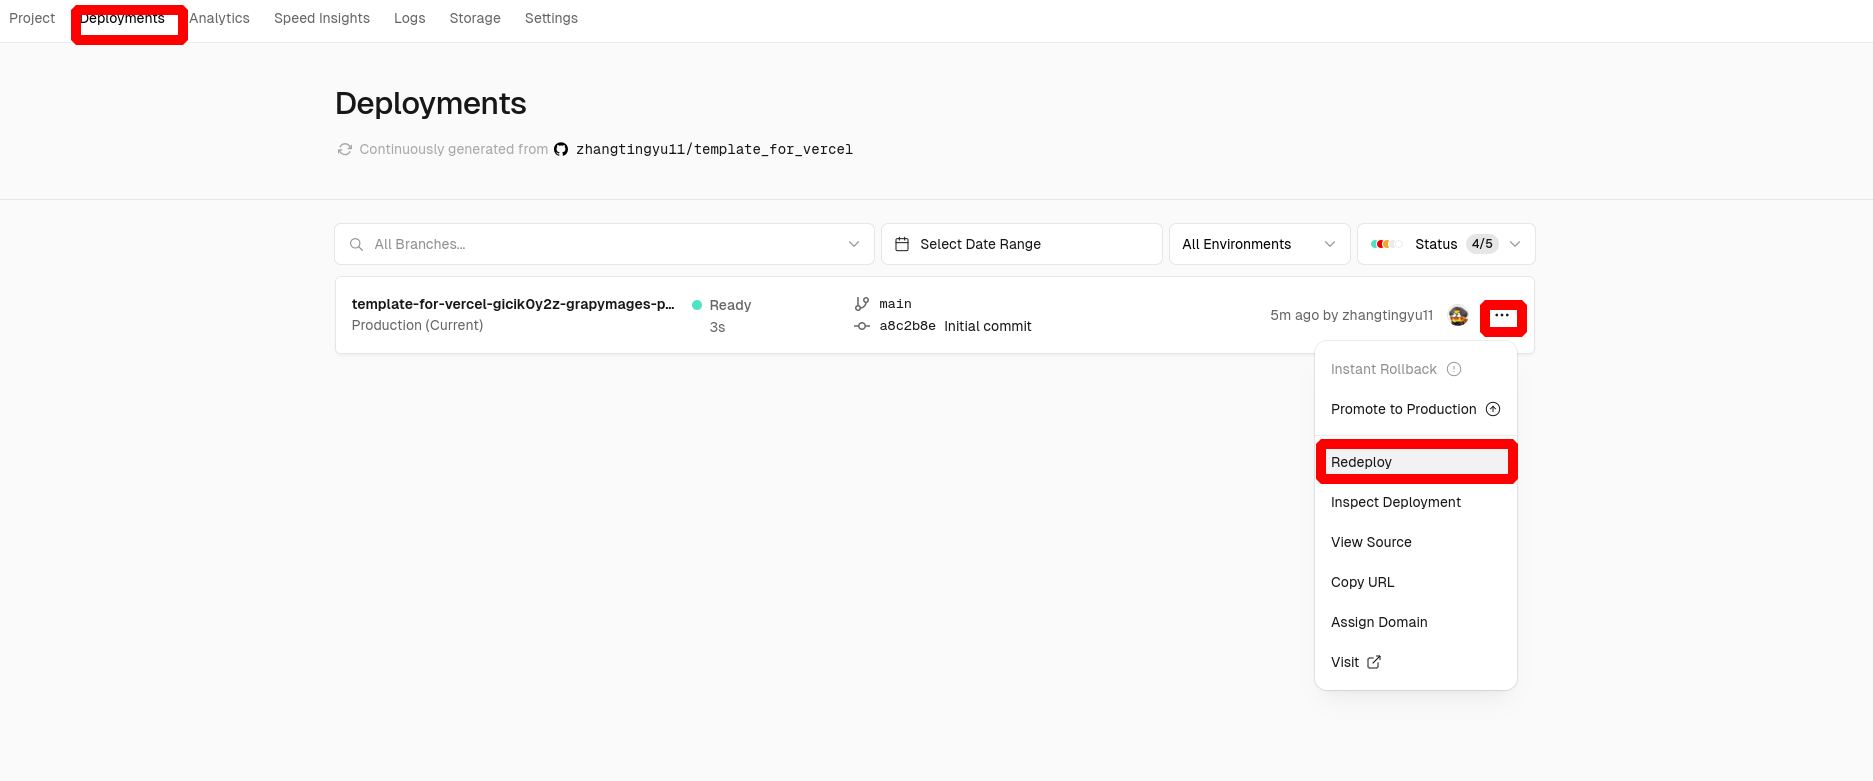 Project Deployments Analytics Speed Insights Logs Storage Settings
Deployments
Continuously generated from zhangtingyu11/template_for_vercel
All Branches...
Select Date Range
All Environments
Status 4/5
template-for-vercel-gicik0y2z-grapymages-p...
Production (Current)
Ready
3s
main
a8c2b8e Initial commit
5m ago by zhangtingyu11
Instant Rollback
Promote to Production
Redeploy
Inspect Deployment
View Source
Copy URL
Assign Domain
Visit